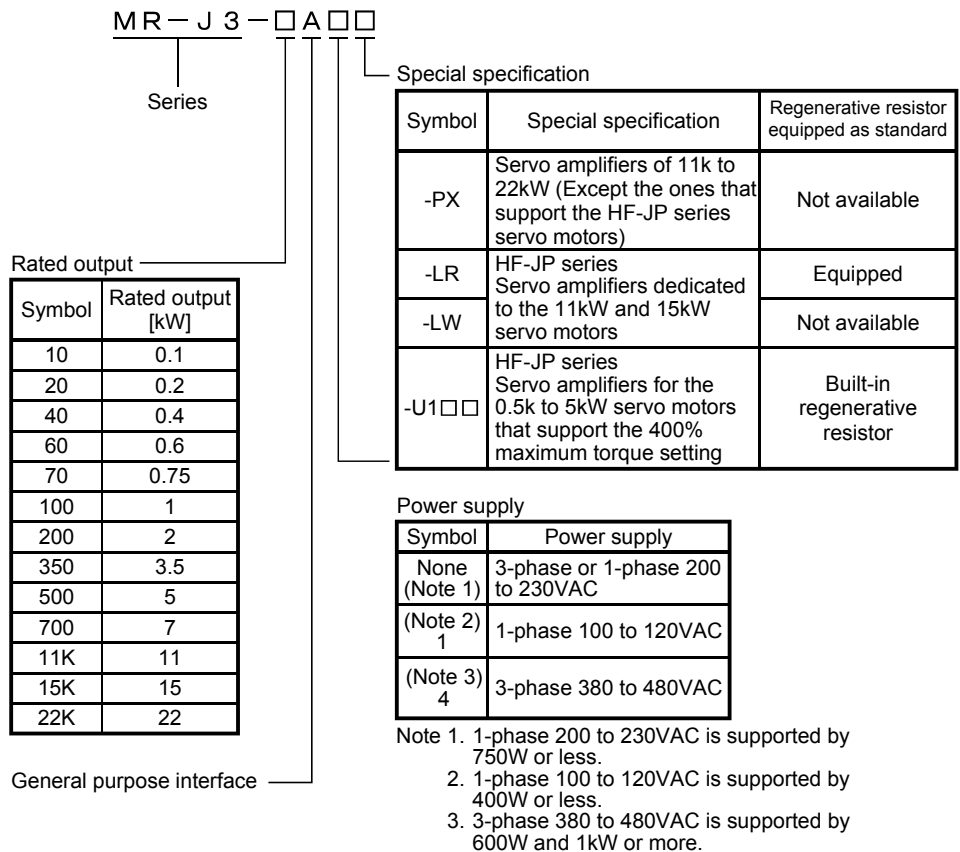 MR-J3-□A□□
Series
Special specification
Symbol Special specification Regenerative resistor
equipped as standard
-PX Servo amplifiers of 11k to
22kW (Except the ones that
support the HF-JP series
servo motors) Not available
-LR HF-JP series
Servo amplifiers dedicated
to the 11kW and 15kW
servo motors Equipped
-LW Not available
-U1□□ HF-JP series
Servo amplifiers for the
0.5k to 5kW servo motors
that support the 400%
maximum torque setting Built-in
regenerative
resistor
Rated output
Symbol Rated output
[kW]
10 0.1
20 0.2
40 0.4
60 0.6
70 0.75
100 1
200 2
350 3.5
500 5
700 7
11K 11
15K 15
22K 22
General purpose interface
Power supply
Symbol Power supply
None
(Note 1) 3-phase or 1-phase 200
to 230VAC
(Note 2)
1 1-phase 100 to 120VAC
(Note 3)
4 3-phase 380 to 480VAC
Note 1. 1-phase 200 to 230VAC is supported by
750W or less.
2. 1-phase 100 to 120VAC is supported by
400W or less.
3. 3-phase 380 to 480VAC is supported by
600W and 1kW or more.